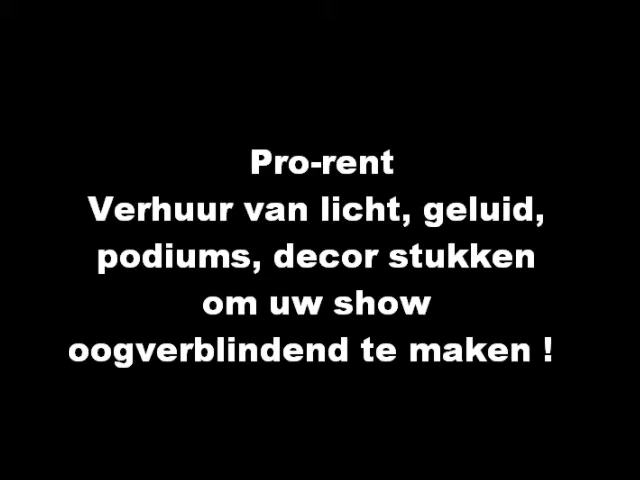 Pro-rent
Verhuur van licht, geluid,
podiums, decor stukken
om uw show
oogverblindend te maken !